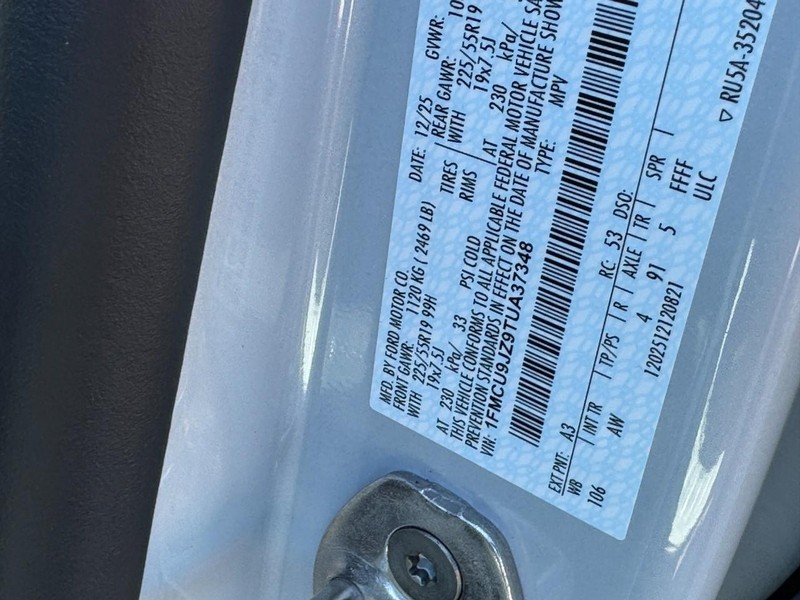 MFD. BY FORD MOTOR CO.
DATE: 12/25 GVWR:
FRONT GAWR: 1120 KG ( 2469 LB) REAR GAWR: 10
WITH 225/55R19 99H TIRES WITH 225/55R19
19x7.5J RIMS 19x7.5J
AT 230 kPa/ 33 PSI COLD AT 230 kPa/
THIS VEHICLE CONFORMS TO ALL APPLICABLE FEDERAL MOTOR VEHICLE SA
PREVENTION STANDARDS IN EFFECT ON THE DATE OF MANUFACTURE SHOW
VIN: 1FMCU9JZ9TUA37348 TYPE: MPV
EXT PNT: A3 RC: 53 DSO:
WB INT TR TP/PS R AXLE TR SPR
106 AW 4 91 5 FFFF
1202512120821 ULC
RU5A-35204